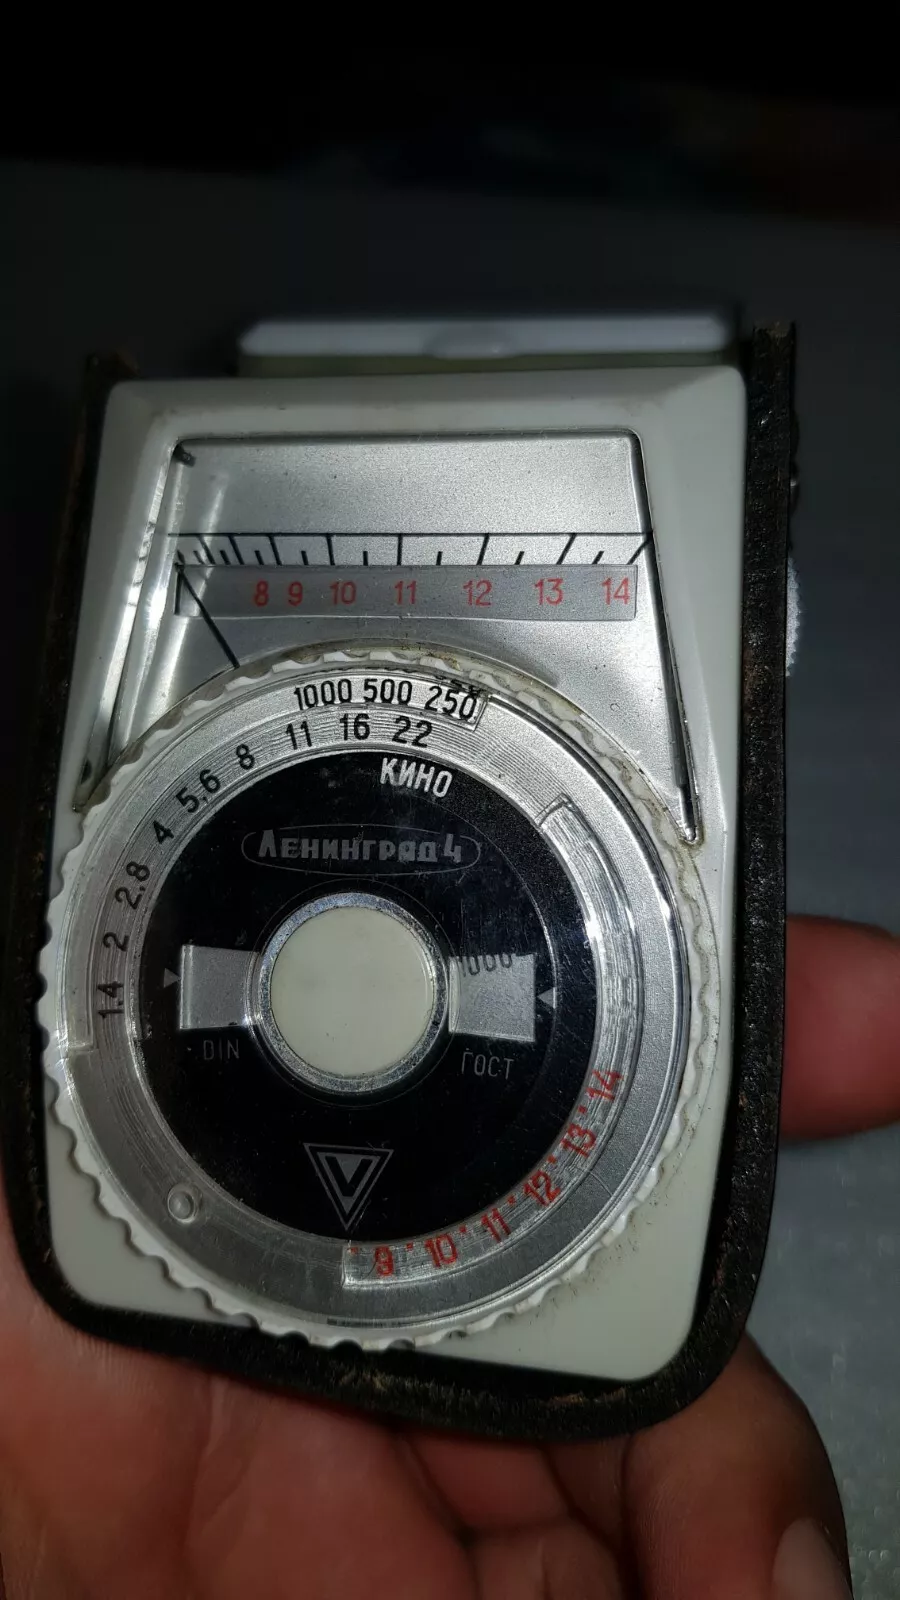 8 9 10 11 12 13 14
1000 500 250
1.4 2 2,8 4 5,6 8 11 16 22
КИНО
Ленинград 4
1000
DIN
ГОСТ
9 10 11 12 13 14